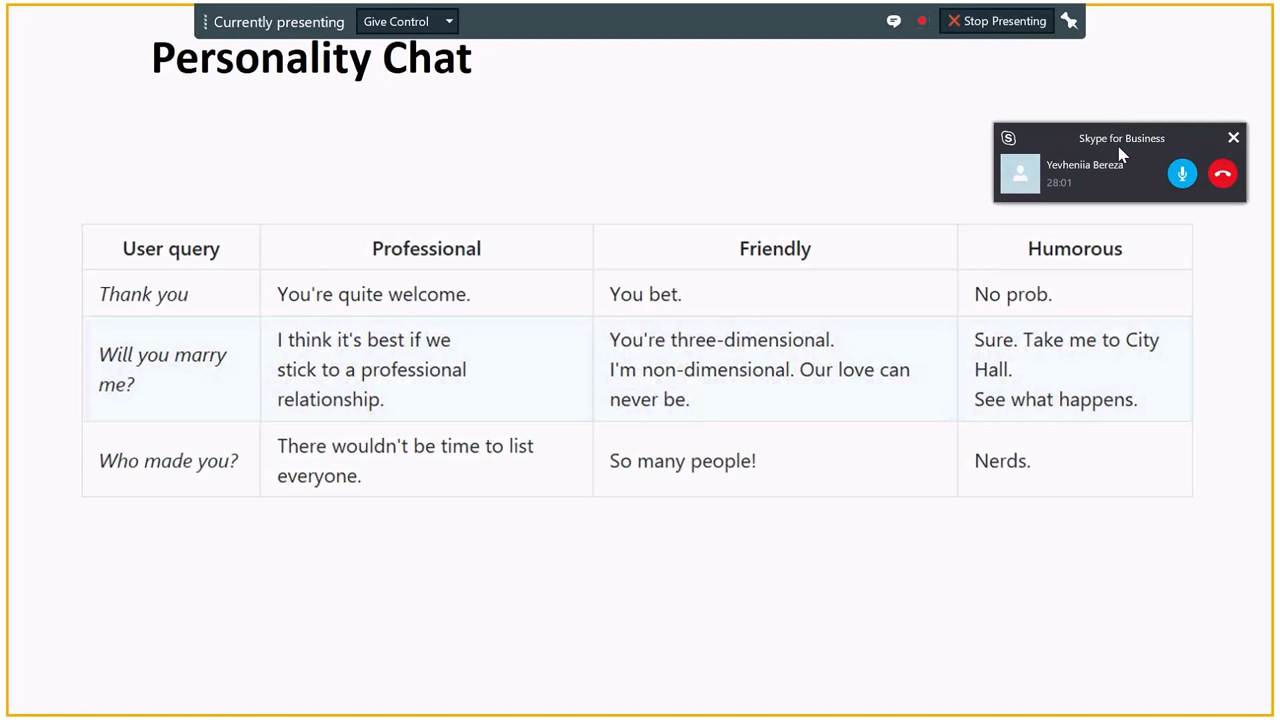 Currently presenting
Give Control
Stop Presenting
Personality Chat
Skype for Business
Yevheniia Bereza
28:01
User query
Professional
Friendly
Humorous
Thank you
You're quite welcome.
You bet.
No prob.
Will you marry
me?
I think it's best if we
stick to a professional
relationship.
You're three-dimensional.
I'm non-dimensional. Our love can
never be.
Sure. Take me to City
Hall.
See what happens.
Who made you?
There wouldn't be time to list
everyone.
So many people!
Nerds.